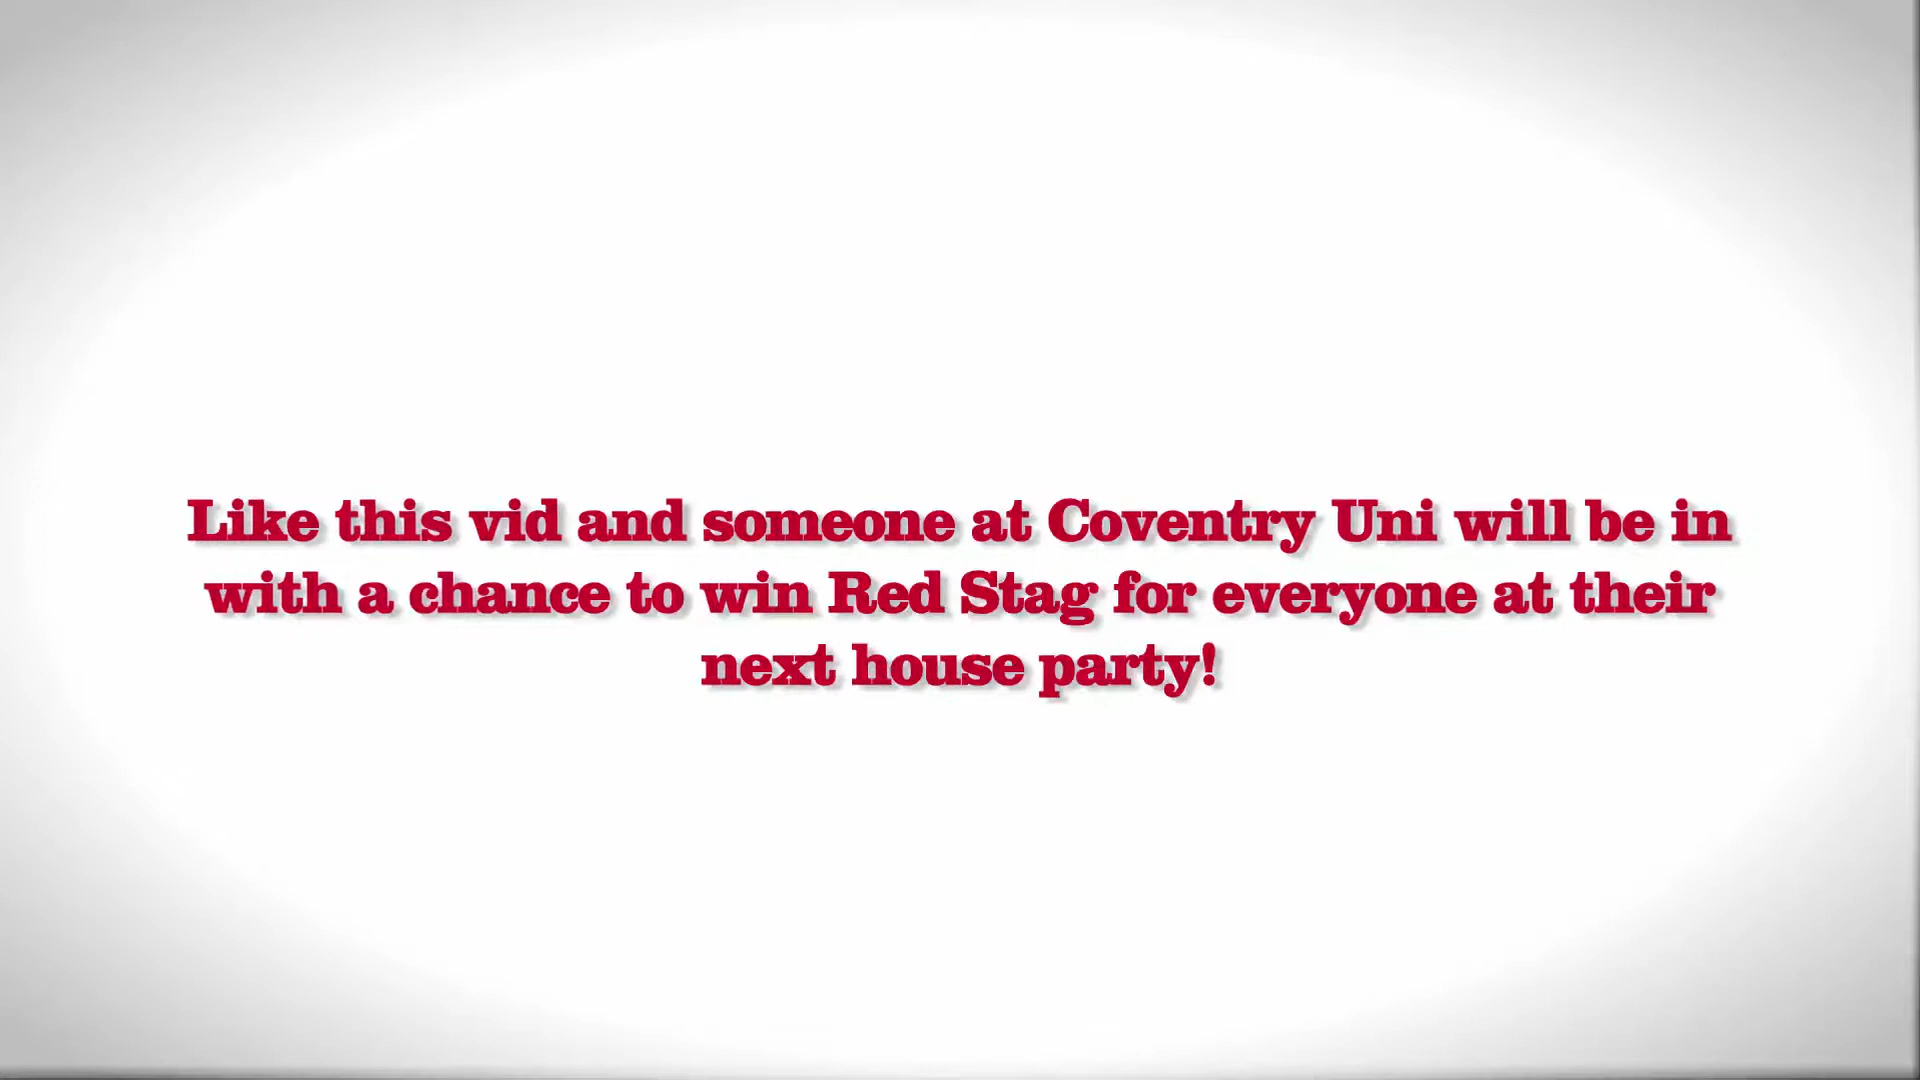 Like this vid and someone at Coventry Uni will be in
with a chance to win Red Stag for everyone at their
next house party!